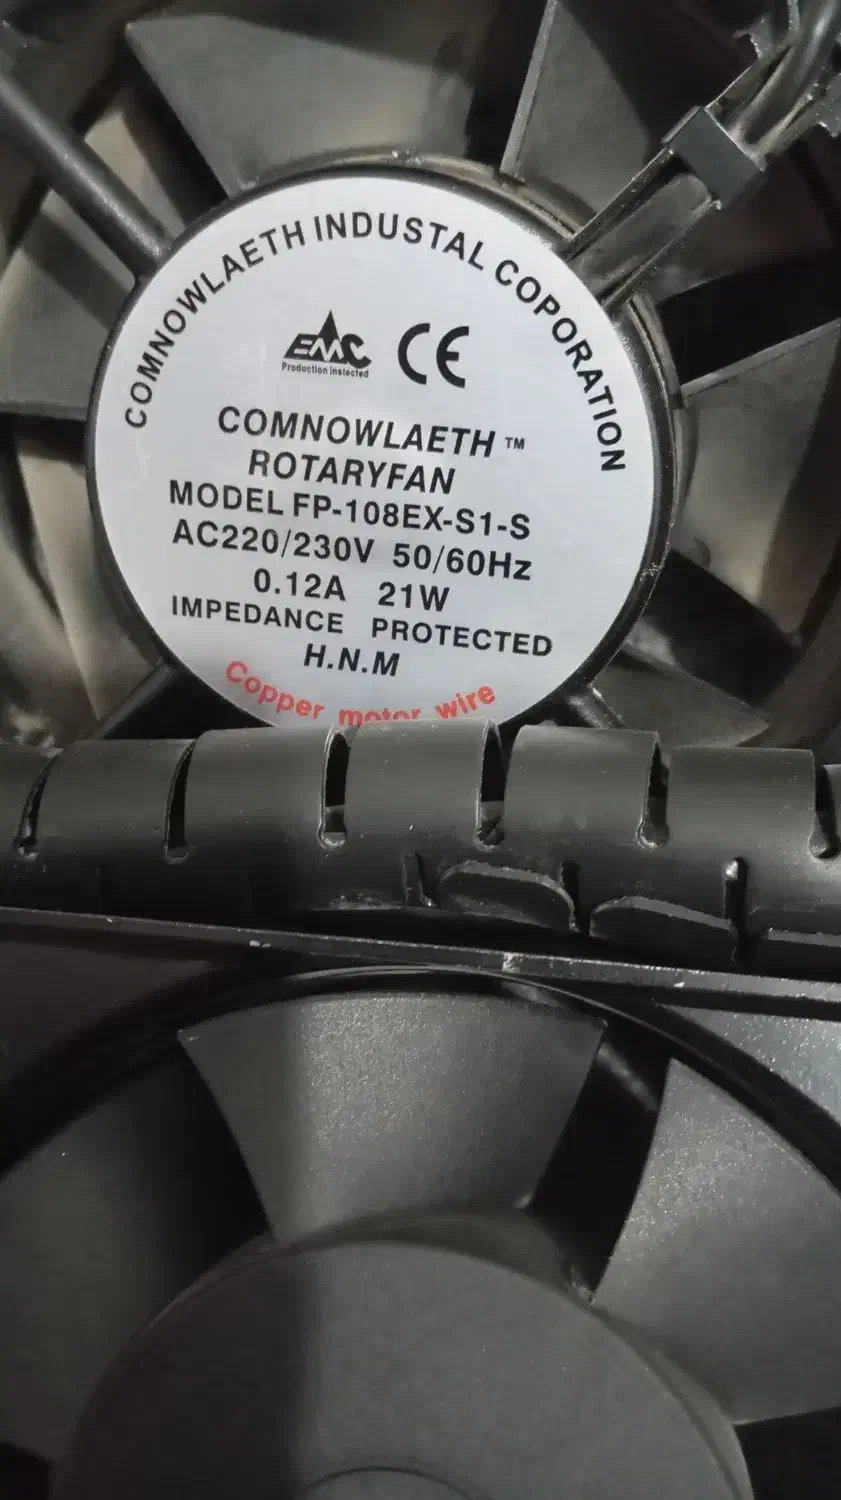 COMNOWLAETH INDUSTAL COPORATION
EMC CE
Production Instected
COMNOWLAETH ™
ROTARYFAN
MODEL FP-108EX-S1-S
AC220/230V 50/60Hz
0.12A 21W
IMPEDANCE PROTECTED
H.N.M
Copper motor wire